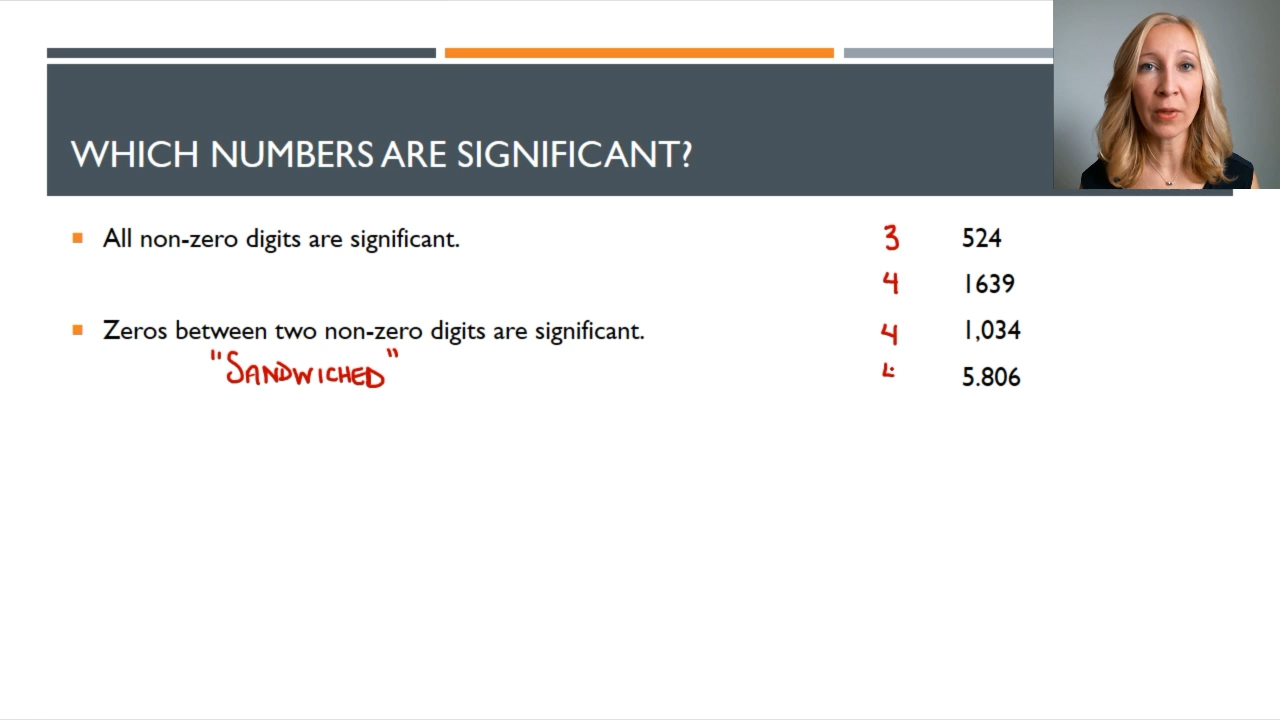 WHICH NUMBERS ARE SIGNIFICANT?
All non-zero digits are significant.
3 524
4 1639
Zeros between two non-zero digits are significant.
4 1,034
"SANDWICHED"
5.806